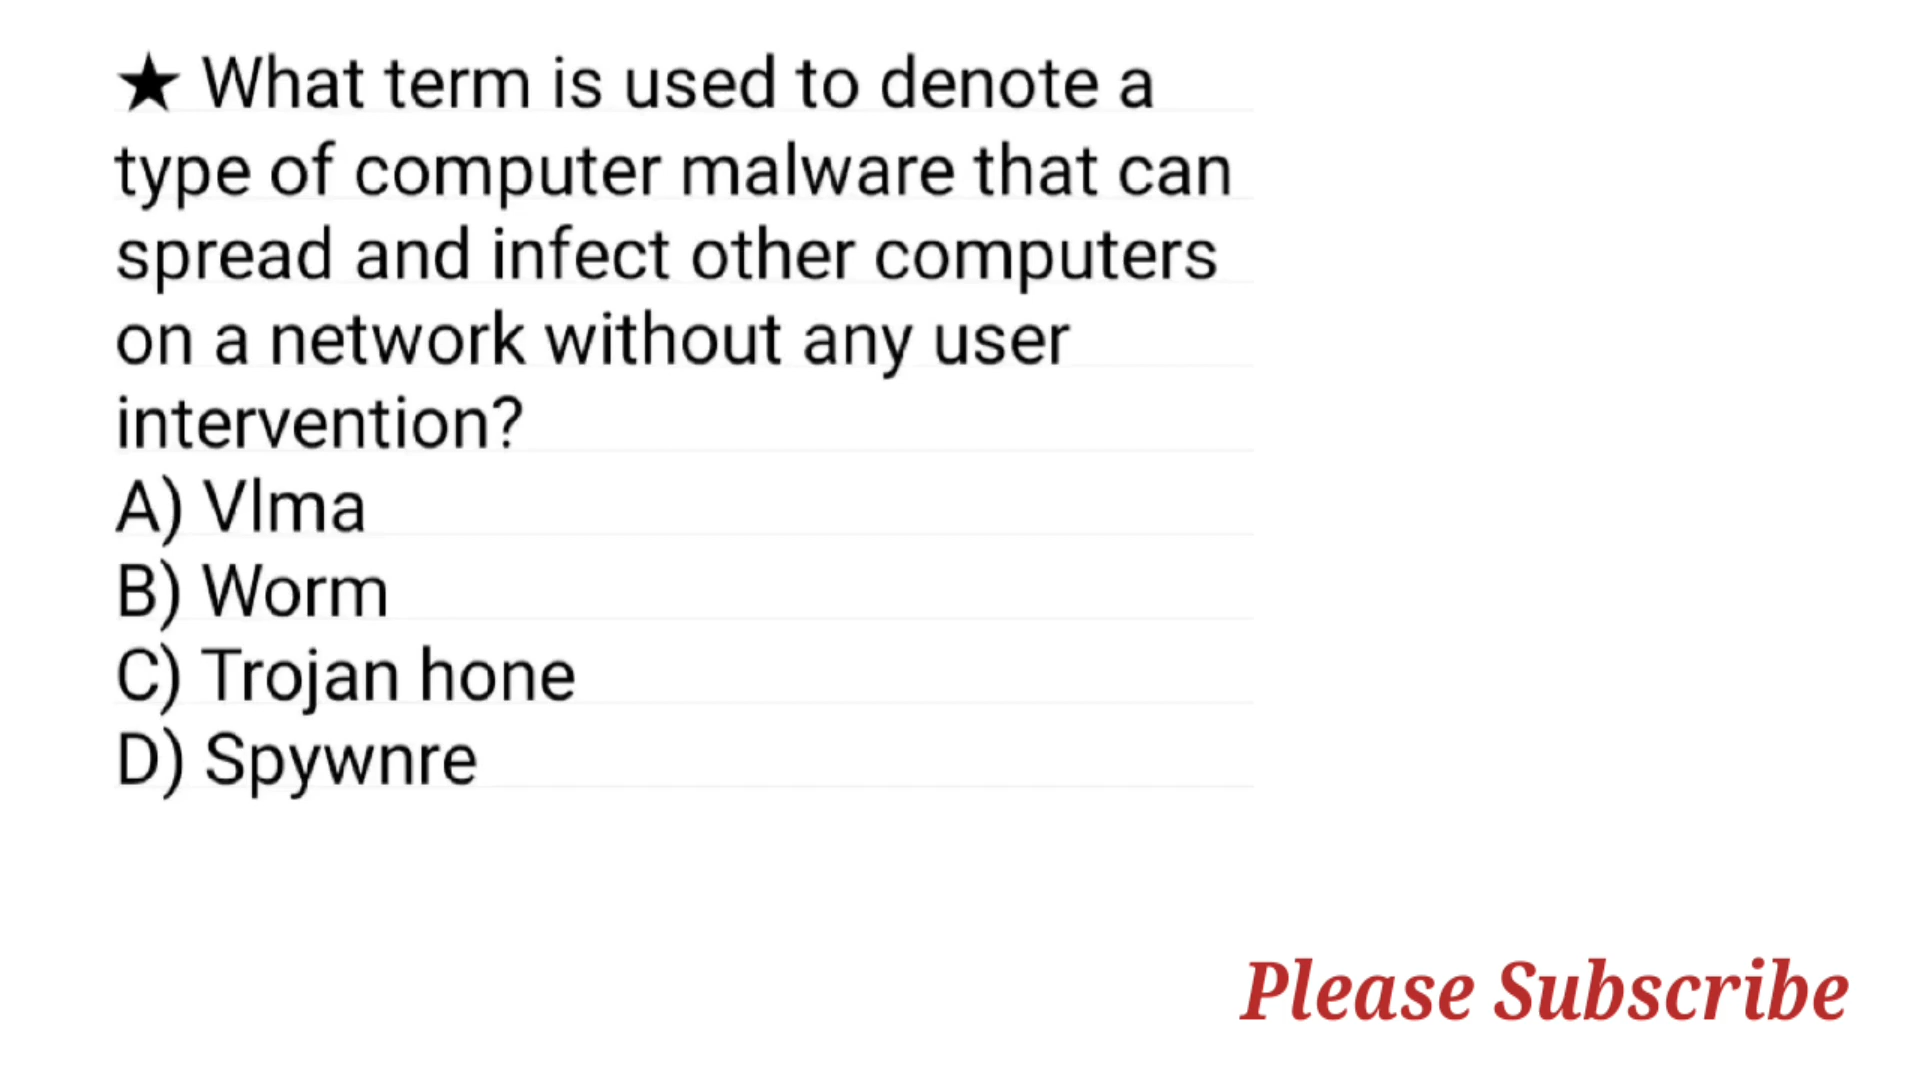 ★ What term is used to denote a
type of computer malware that can
spread and infect other computers
on a network without any user
intervention?
A) Vlma
B) Worm
C) Trojan hone
D) Spywnre
Please Subscribe